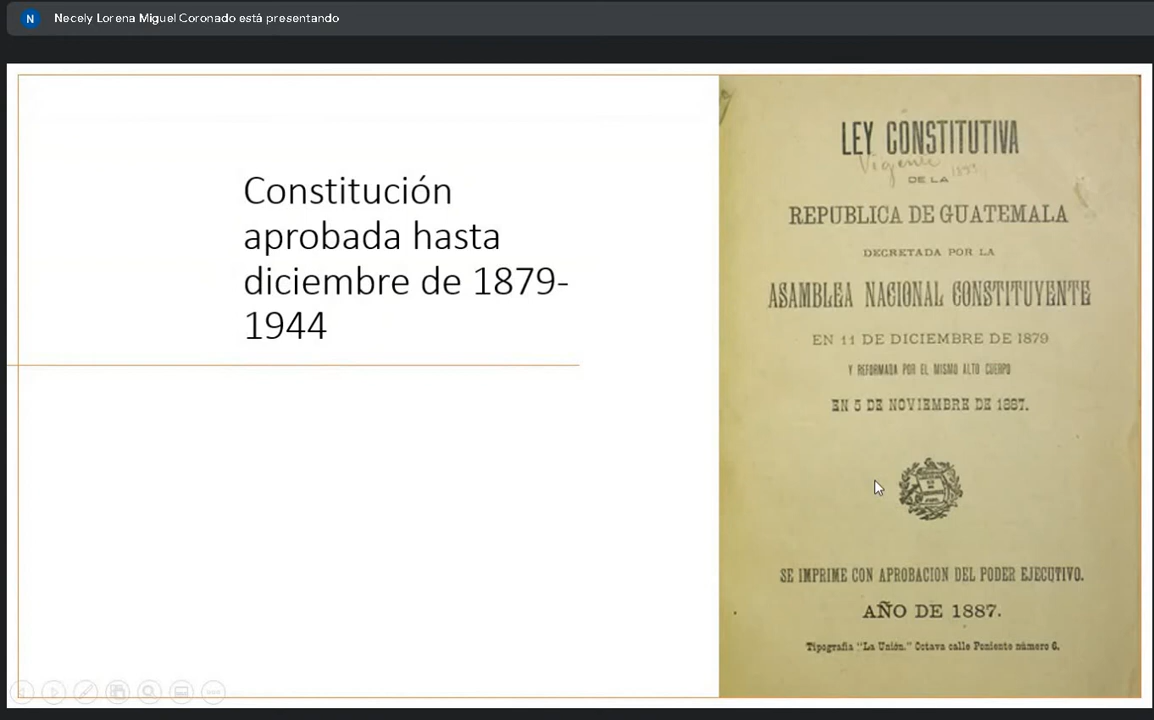 N Necely Lorena Miguel Coronado está presentando
Constitución
aprobada hasta
diciembre de 1879-
1944
LEY CONSTITUTIVA
Vigente
DE LA
REPUBLICA DE GUATEMALA
DECRETADA POR LA
ASAMBLEA NACIONAL CONSTITUYENTE
EN 11 DE DICIEMBRE DE 1879
Y REFORMADA POR EL MISMO ALTO CUERPO
EN 5 DE NOVIEMBRE DE 1887.
SE IMPRIME CON APROBACION DEL PODER EJECUTIVO.
AÑO DE 1887.
Tipografia "La Unión." Octava calle Poniente número 6.